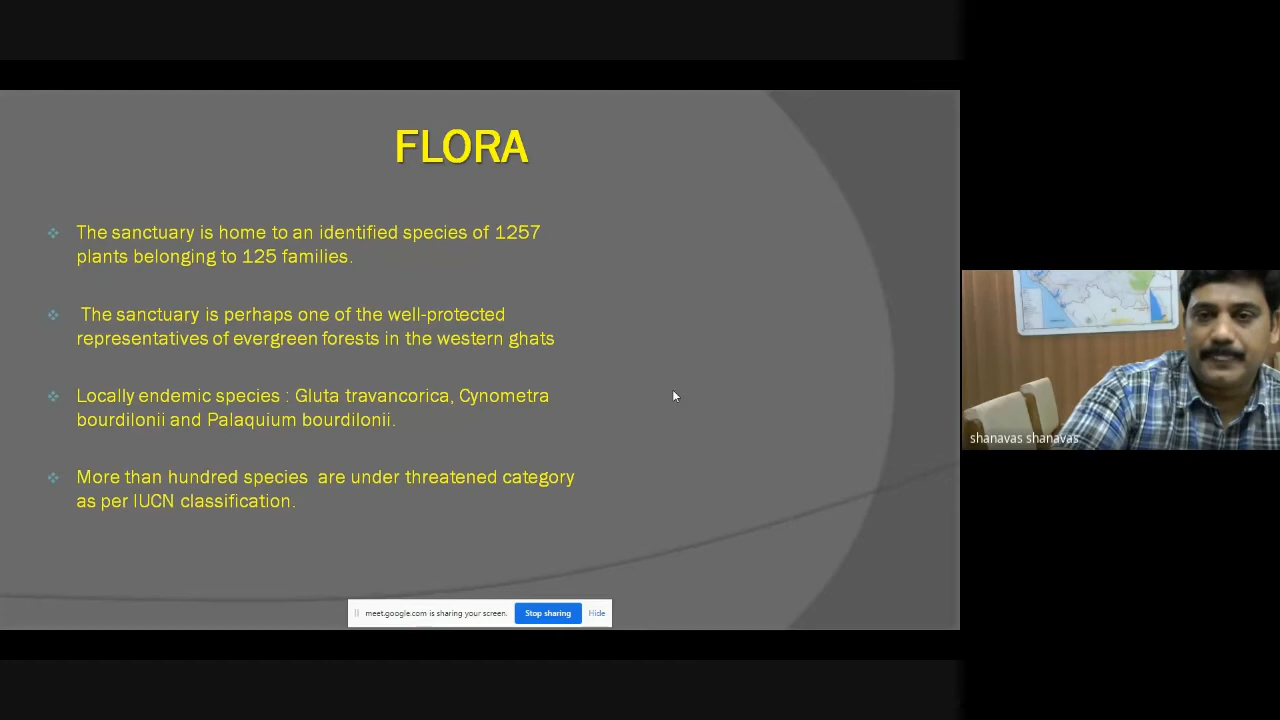 FLORA
The sanctuary is home to an identified species of 1257
plants belonging to 125 families.
The sanctuary is perhaps one of the well-protected
representatives of evergreen forests in the western ghats
Locally endemic species : Gluta travancorica, Cynometra
bourdilonii and Palaquium bourdilonii.
More than hundred species are under threatened category
as per IUCN classification.
meet.google.com is sharing your screen. Stop sharing Hide
shanavas shanavas